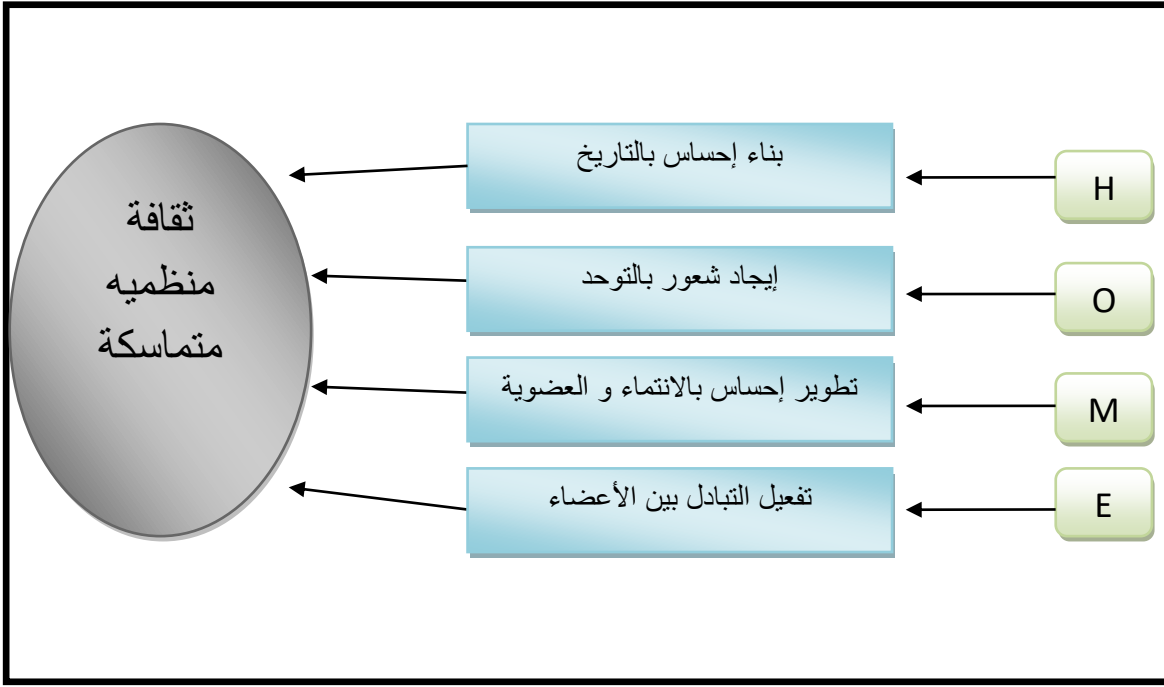 H
بناء إحساس بالتاريخ
O
إيجاد شعور بالتوحد
M
تطوير إحساس بالانتماء و العضوية
E
تفعيل التبادل بين الأعضاء
ثقافة
منظميه
متماسكة